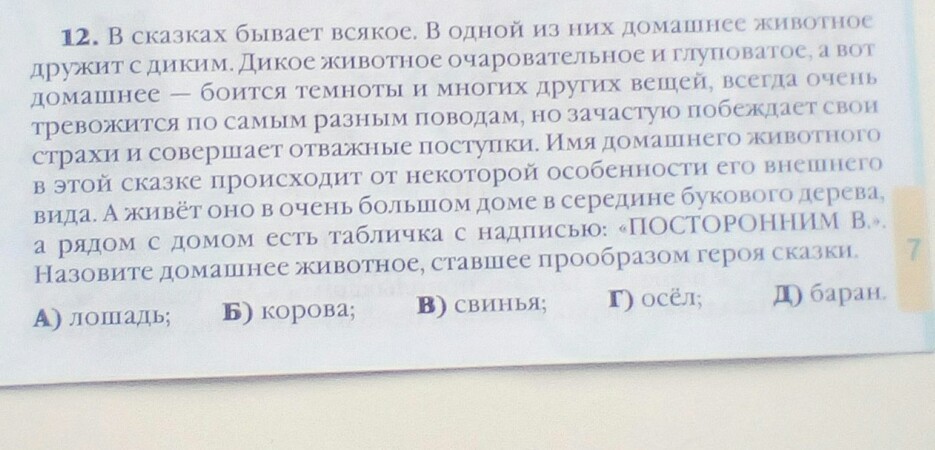 12. В сказках бывает всякое. В одной из них домашнее животное
дружит с диким. Дикое животное очаровательное и глуповатое, а вот
домашнее — боится темноты и многих других вещей, всегда очень
тревожится по самым разным поводам, но зачастую побеждает свои
страхи и совершает отважные поступки. Имя домашнего животного
в этой сказке происходит от некоторой особенности его внешнего
вида. А живёт оно в очень большом доме в середине букового дерева,
а рядом с домом есть табличка с надписью: «ПОСТОРОННИМ В.».
Назовите домашнее животное, ставшее прообразом героя сказки.
А) лошадь; Б) корова; В) свинья; Г) осёл; Д) баран.
7